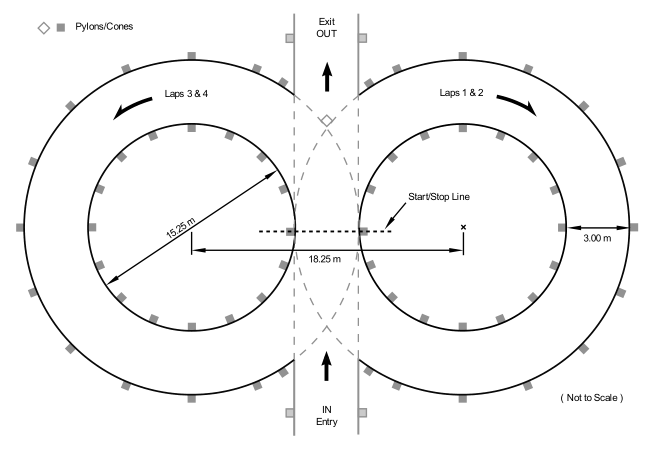 Pylons/Cones
Exit
OUT
Laps 3 & 4
Laps 1 & 2
Start/Stop Line
15.25 m
18.25 m
3.00 m
IN
Entry
( Not to Scale )